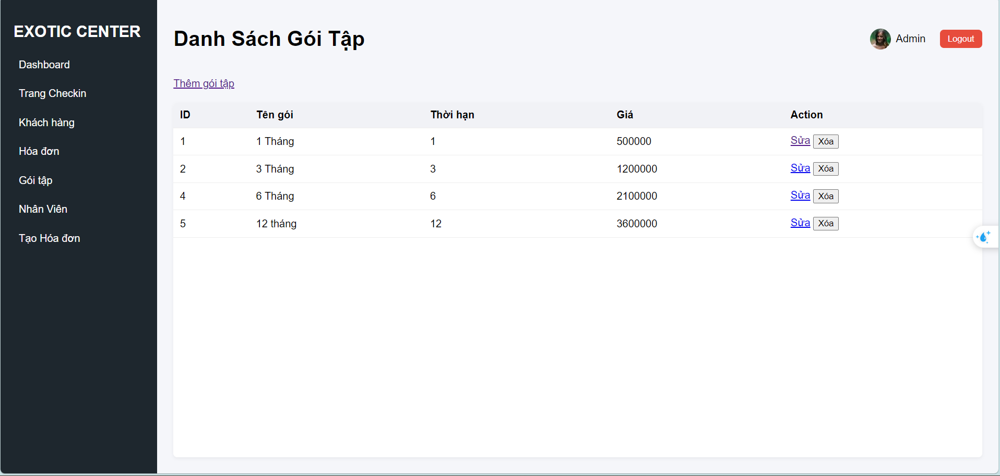 EXOTIC CENTER
Dashboard
Trang Checkin
Khách hàng
Hóa đơn
Gói tập
Nhân Viên
Tạo Hóa đơn
Danh Sách Gói Tập
Admin
Logout
Thêm gói tập
ID Tên gói Thời hạn Giá Action
1 1 Tháng 1 500000 Sửa Xóa
2 3 Tháng 3 1200000 Sửa Xóa
4 6 Tháng 6 2100000 Sửa Xóa
5 12 tháng 12 3600000 Sửa Xóa